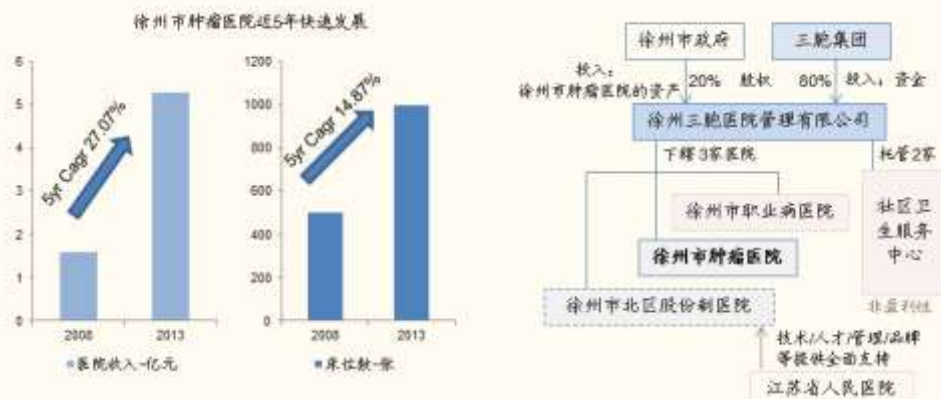 徐州市肿瘤医院近5年快速发展
6
5
4
3
2
1
0
5yr Cagr 27.07%
2008
2013
医院收入-亿元
1200
1000
800
600
400
200
0
5yr Cagr 14.87%
2008
2013
床位数-张
徐州市政府
三胞集团
投入：
徐州市肿瘤医院的资产
20% 股权 80% 投入：资金
徐州三胞医院管理有限公司
下辖3家医院
托管2家
徐州市职业病医院
社区卫
生服务
中心
徐州市肿瘤医院
徐州市北区股份制医院
非盈利性
技术/人才/管理/品牌
等提供全面支持
江苏省人民医院